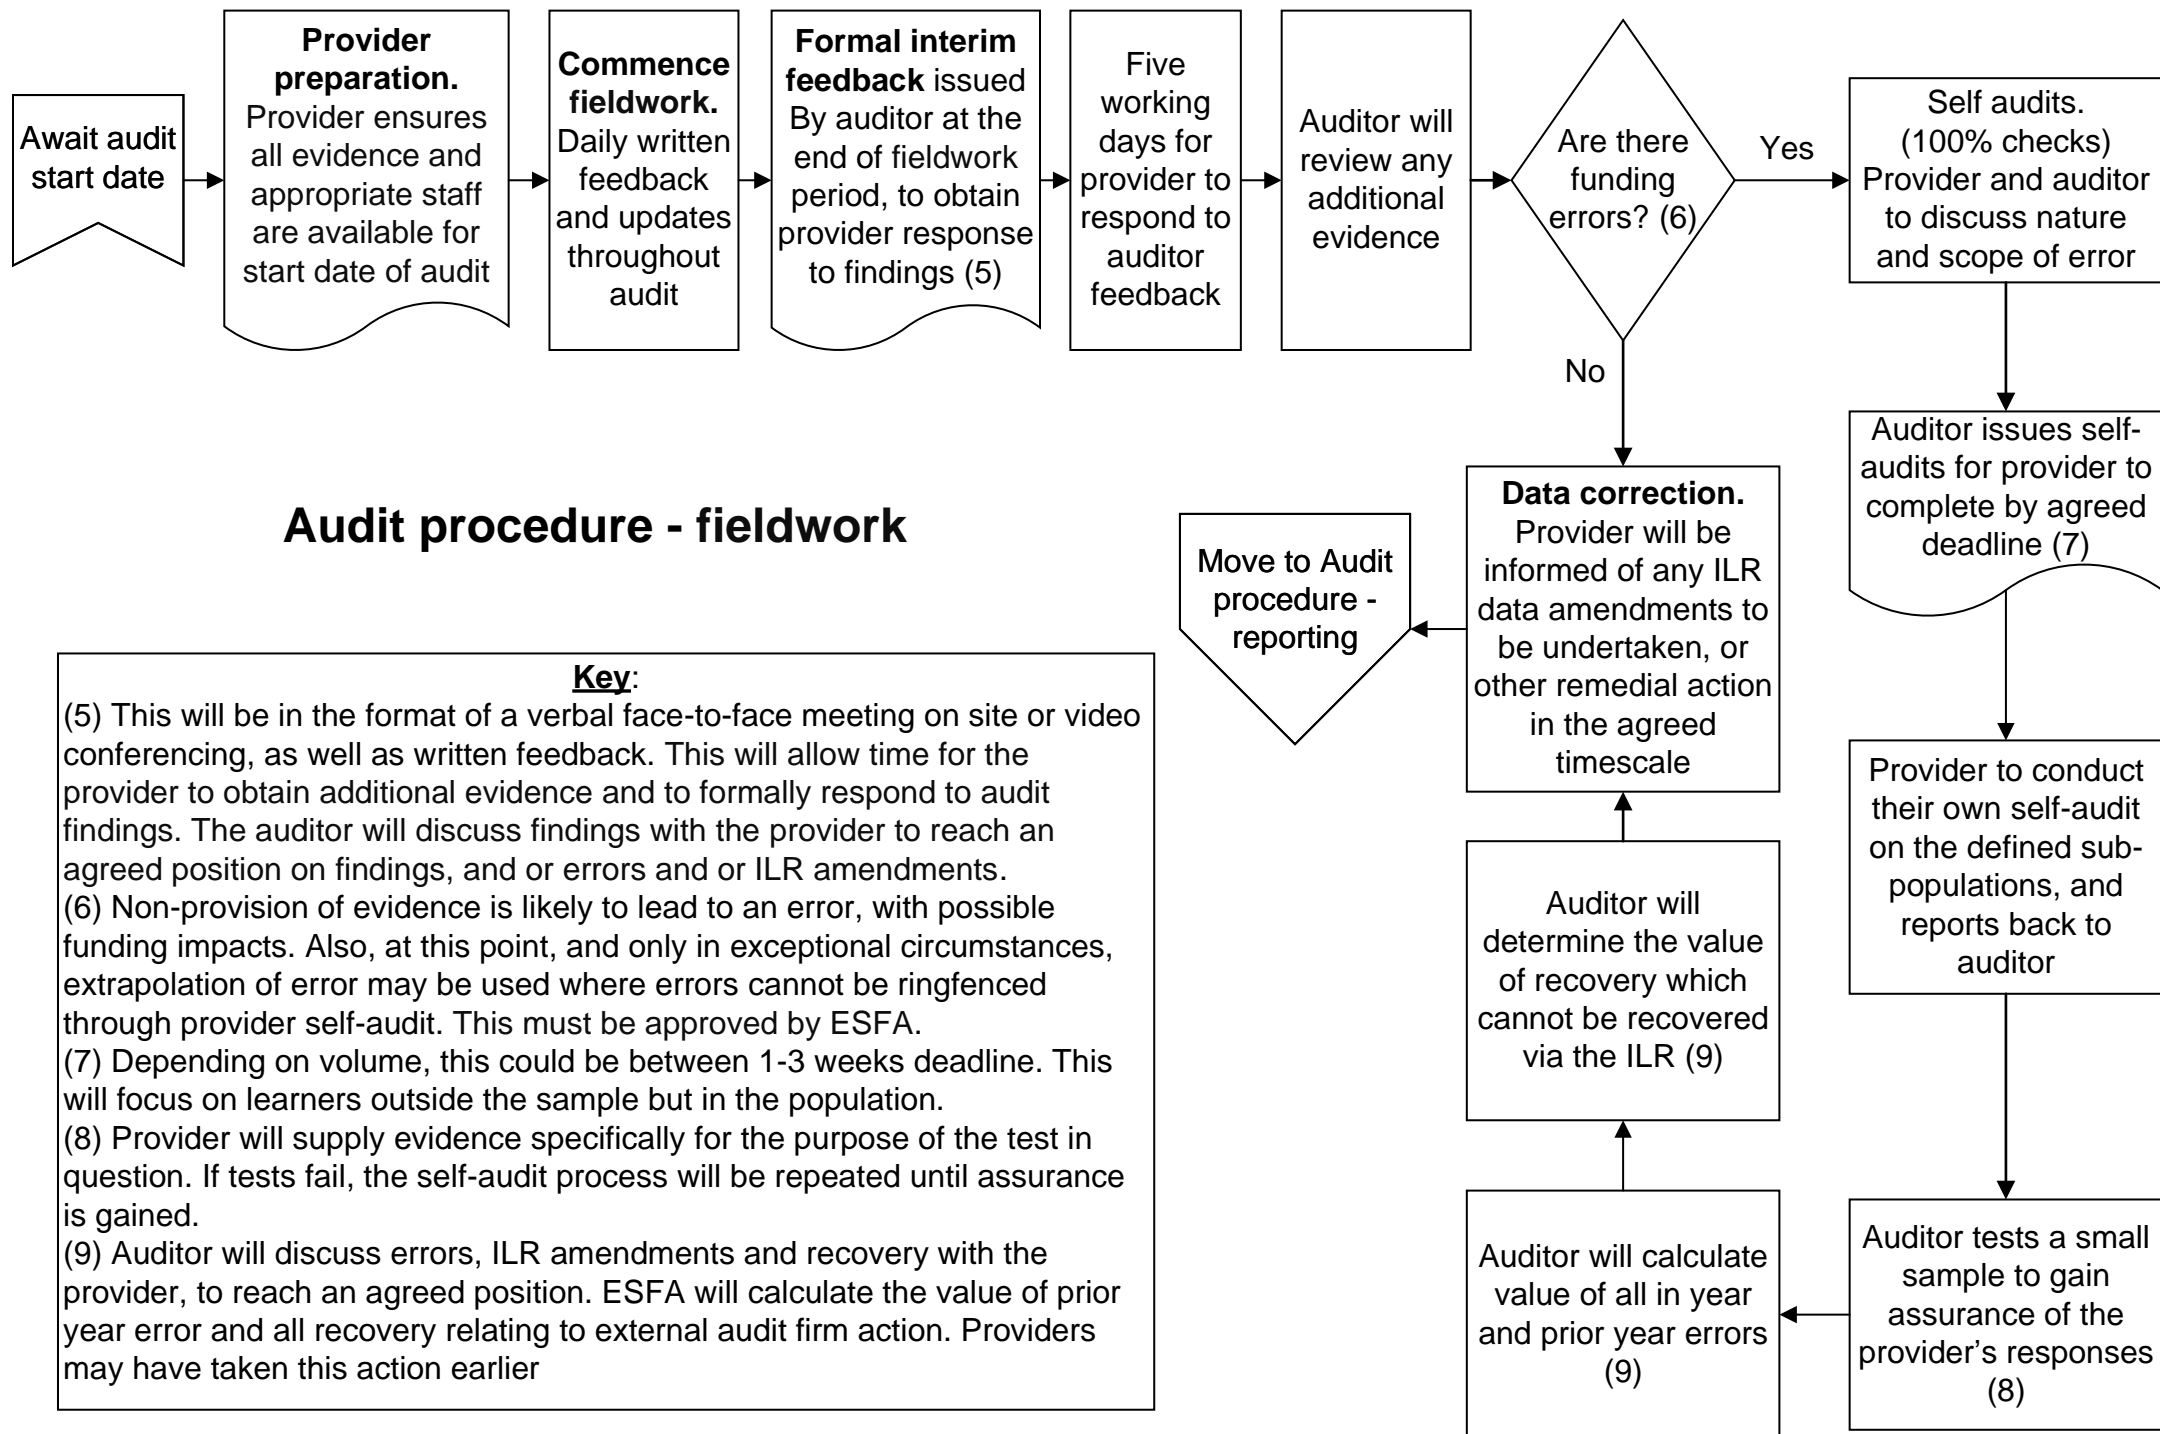 Await audit
start date
Provider
preparation.
Provider ensures
all evidence and
appropriate staff
are available for
start date of audit
Commence
fieldwork.
Daily written
feedback
and updates
throughout
audit
Formal interim
feedback issued
By auditor at the
end of fieldwork
period, to obtain
provider response
to findings (5)
Five
working
days for
provider to
respond to
auditor
feedback
Auditor will
review any
additional
evidence
Are there
funding
errors? (6)
Yes
No
Self audits.
(100% checks)
Provider and auditor
to discuss nature
and scope of error
Auditor issues self-
audits for provider to
complete by agreed
deadline (7)
Provider to conduct
their own self-audit
on the defined sub-
populations, and
reports back to
auditor
Auditor tests a small
sample to gain
assurance of the
provider’s responses
(8)
Auditor will calculate
value of all in year
and prior year errors
(9)
Auditor will
determine the value
of recovery which
cannot be recovered
via the ILR (9)
Data correction.
Provider will be
informed of any ILR
data amendments to
be undertaken, or
other remedial action
in the agreed
timescale
Move to Audit
procedure -
reporting
Audit procedure - fieldwork
Key:
(5) This will be in the format of a verbal face-to-face meeting on site or video
conferencing, as well as written feedback. This will allow time for the
provider to obtain additional evidence and to formally respond to audit
findings. The auditor will discuss findings with the provider to reach an
agreed position on findings, and or errors and or ILR amendments.
(6) Non-provision of evidence is likely to lead to an error, with possible
funding impacts. Also, at this point, and only in exceptional circumstances,
extrapolation of error may be used where errors cannot be ringfenced
through provider self-audit. This must be approved by ESFA.
(7) Depending on volume, this could be between 1-3 weeks deadline. This
will focus on learners outside the sample but in the population.
(8) Provider will supply evidence specifically for the purpose of the test in
question. If tests fail, the self-audit process will be repeated until assurance
is gained.
(9) Auditor will discuss errors, ILR amendments and recovery with the
provider, to reach an agreed position. ESFA will calculate the value of prior
year error and all recovery relating to external audit firm action. Providers
may have taken this action earlier